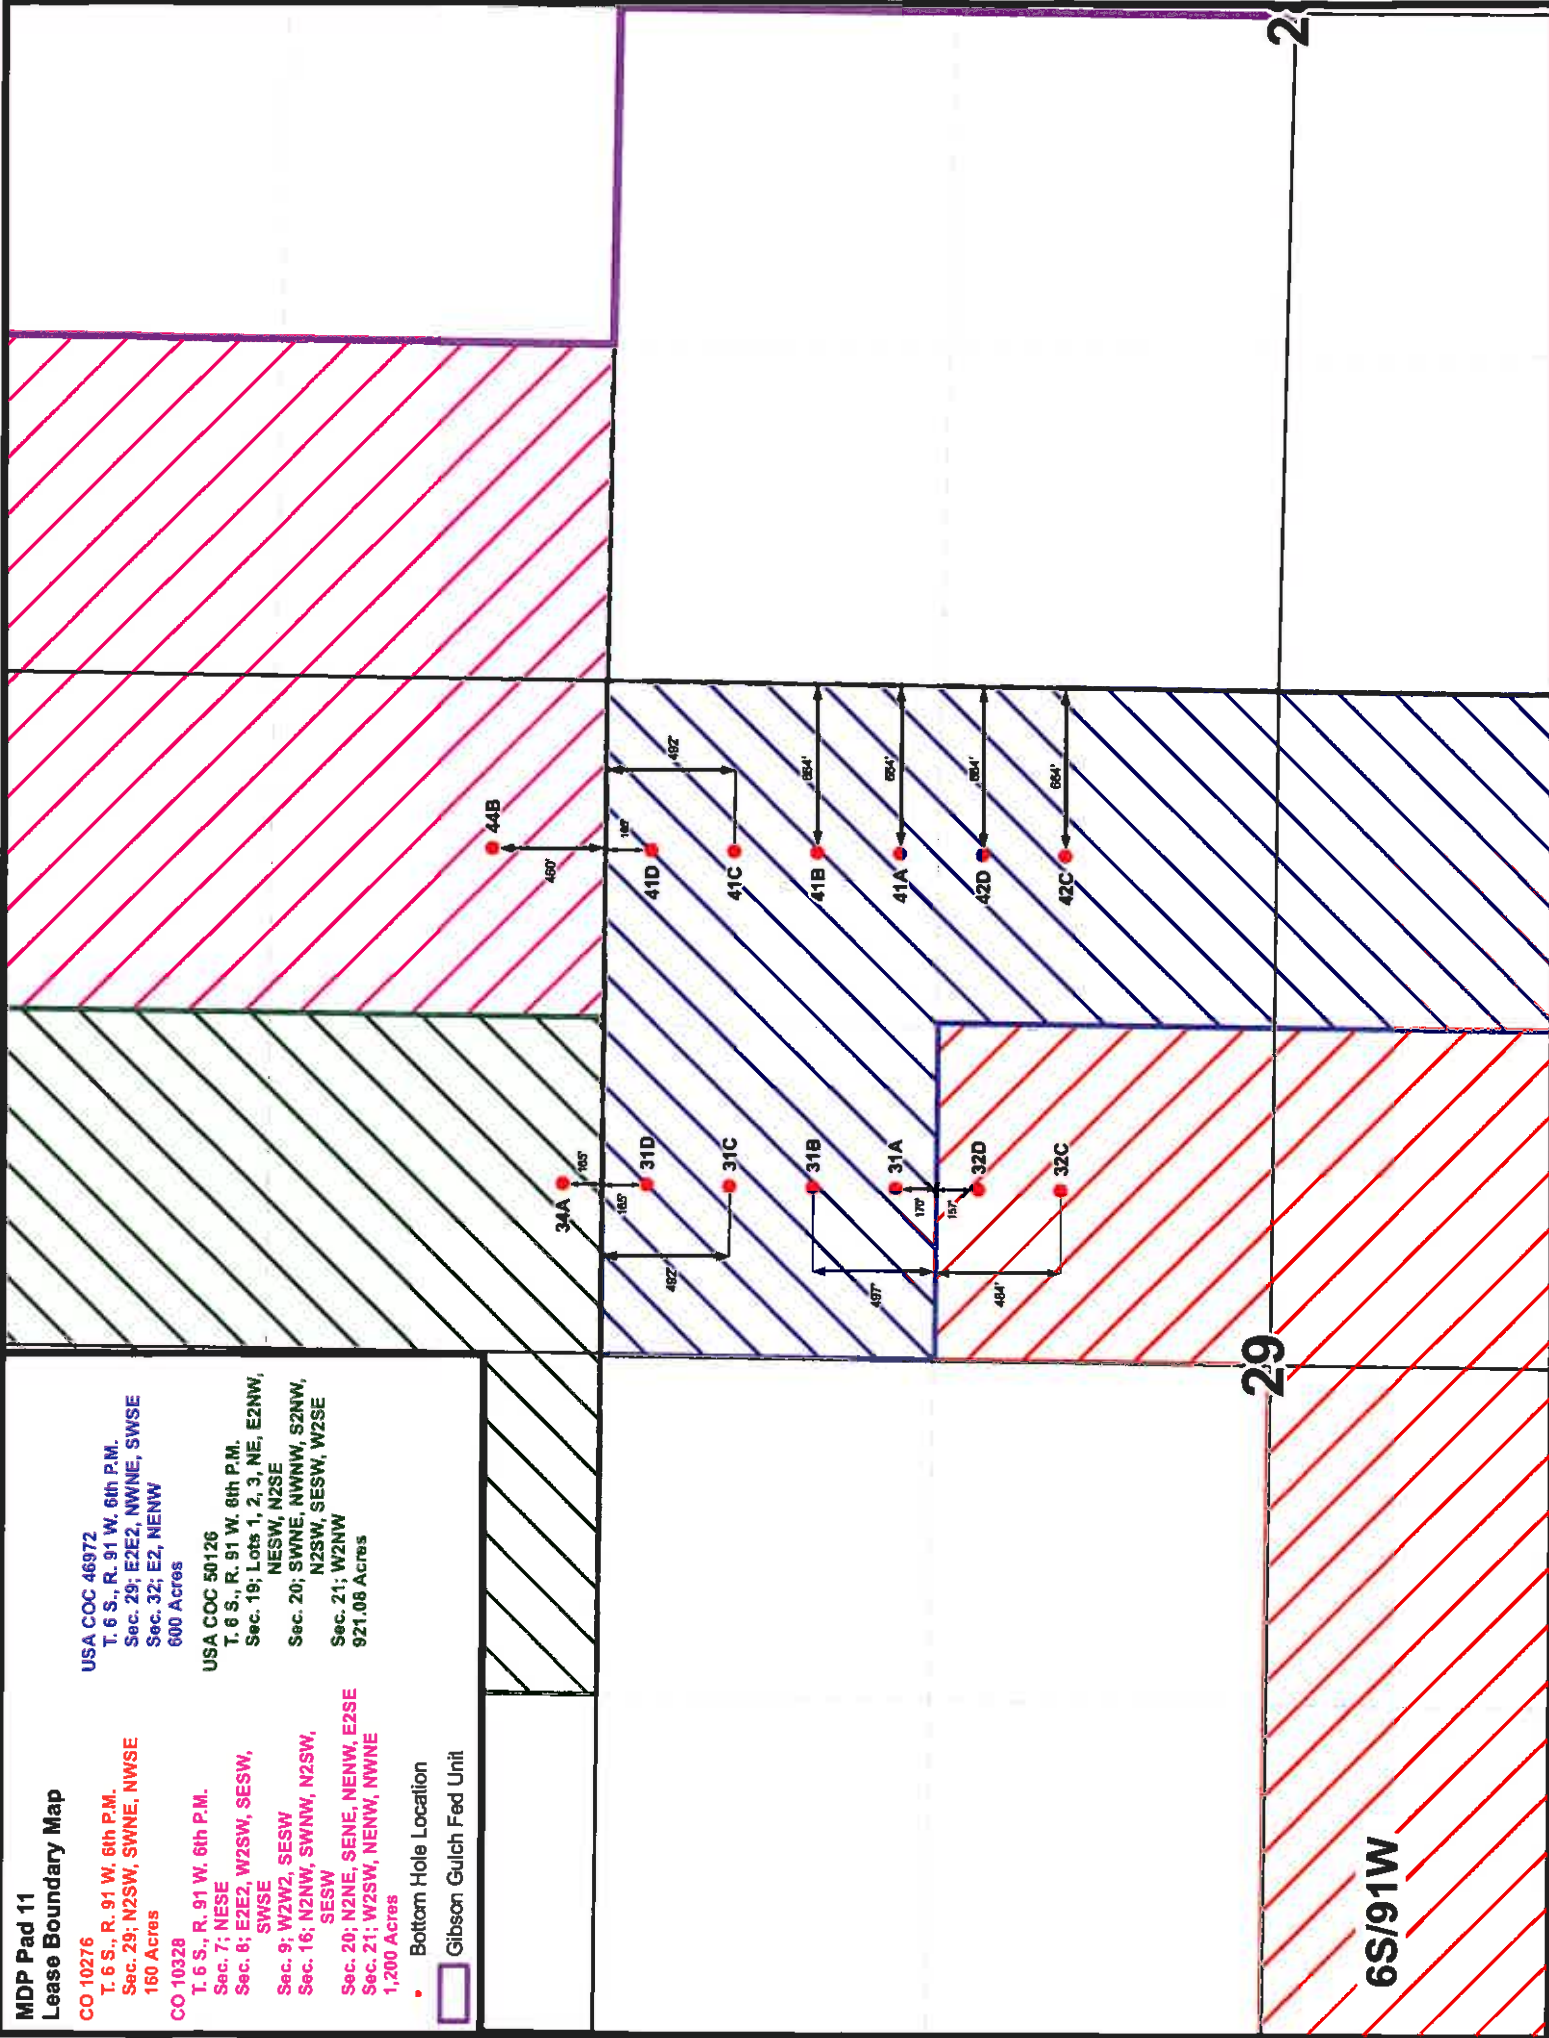 MDP Pad 11
Lease Boundary Map
CO 10276
T. 6 S., R. 91 W. 6th P.M.
Sec. 29; N2SW, SWNE, NWSE
160 Acres
CO 10328
T. 6 S., R. 91 W. 6th P.M.
Sec. 7; NESE
Sec. 8; E2E2, W2SW, SESW,
SWSE
Sec. 9; W2W2, SESW
Sec. 16; N2NW, SWNW, N2SW,
SESW
Sec. 20; N2NE, SENE, NENW, E2SE
Sec. 21; W2SW, NENW, NWNE
1,200 Acres
Bottom Hole Location
Gibson Gulch Fed Unit
USA COC 46972
T. 6 S., R. 91 W. 6th P.M.
Sec. 29; E2E2, NWNE, SWSE
Sec. 32; E2, NENW
600 Acres
USA COC 50126
T. 6 S., R. 91 W. 6th P.M.
Sec. 19; Lots 1, 2, 3, NE, E2NW,
NESW, N2SE
Sec. 20; SWNE, NWNW, S2NW,
N2SW, SESW, W2SE
Sec. 21; W2NW
921.08 Acres
34A
165'
165'
31D
492'
31C
31B
497'
31A
170'
157'
32D
484'
32C
44B
460'
41D
492'
41C
41B
664'
41A
664'
42D
664'
42C
664'
29
2
6S/91W